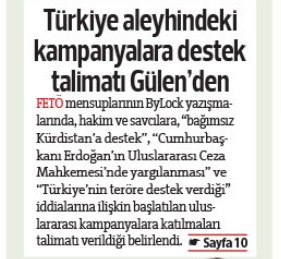 Türkiye aleyhindeki
kampanyalara destek
talimatı Gülen'den
FETÖ mensuplarının ByLock yazışma-
larında, hakim ve savcılara, "bağımsız
Kürdistan'a destek", "Cumhurbaş-
kanı Erdoğan'ın Uluslararası Ceza
Mahkemesi'nde yargılanması" ve
"Türkiye'nin teröre destek verdiği"
iddialarına ilişkin başlatılan ulus-
lararası kampanyalara katılmaları
talimatı verildiği belirlendi. ☛ Sayfa 10